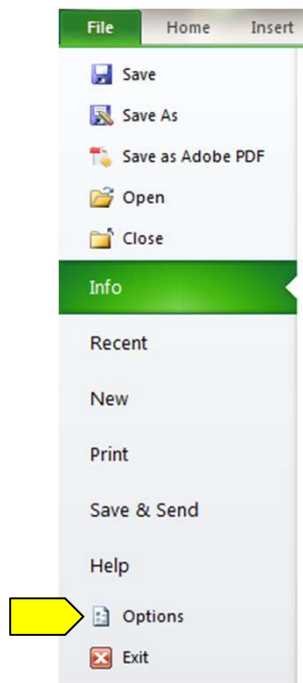 File Home Insert
Save
Save As
Save as Adobe PDF
Open
Close
Info
Recent
New
Print
Save & Send
Help
Options
Exit